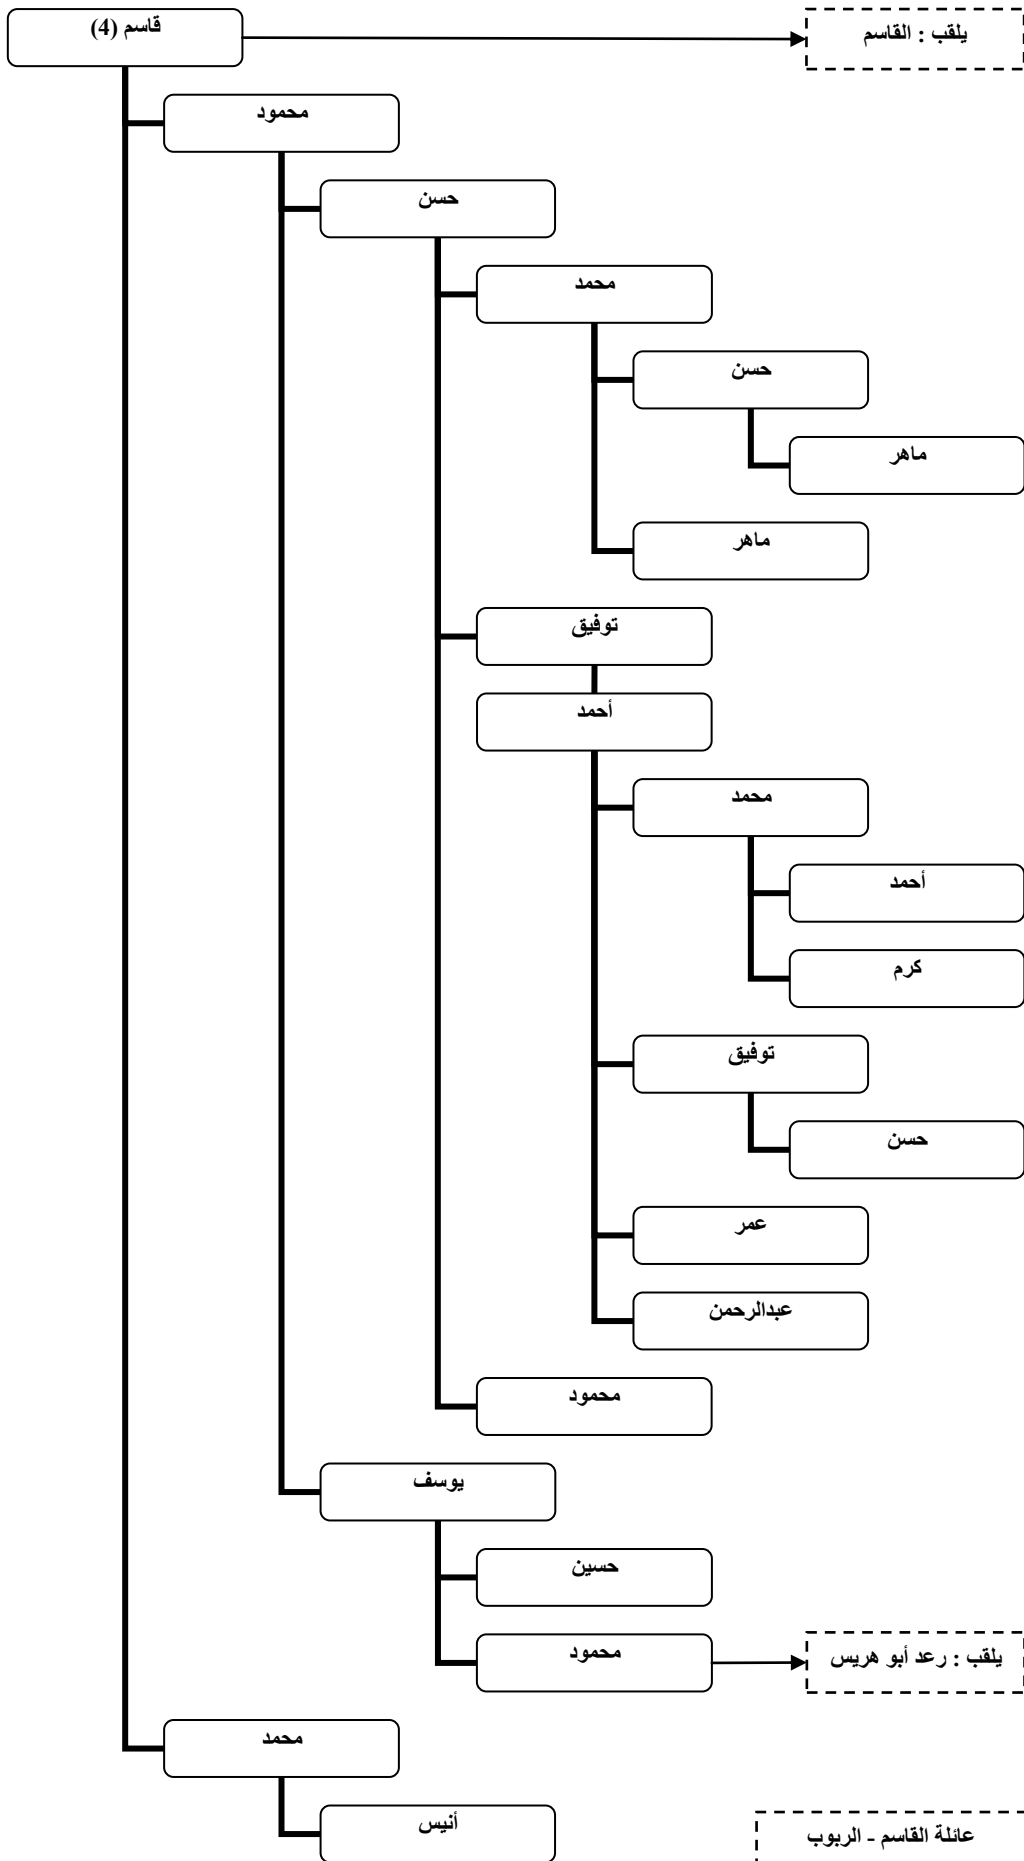 قاسم (4)
يلقب : القاسم
محمود
حسن
محمد
حسن
ماهر
ماهر
توفيق
أحمد
محمد
أحمد
كرم
توفيق
حسن
عمر
عبدالرحمن
محمود
يوسف
حسين
محمود
يلقب : رعد أبو هريس
محمد
أنيس
عائلة القاسم - الربوب